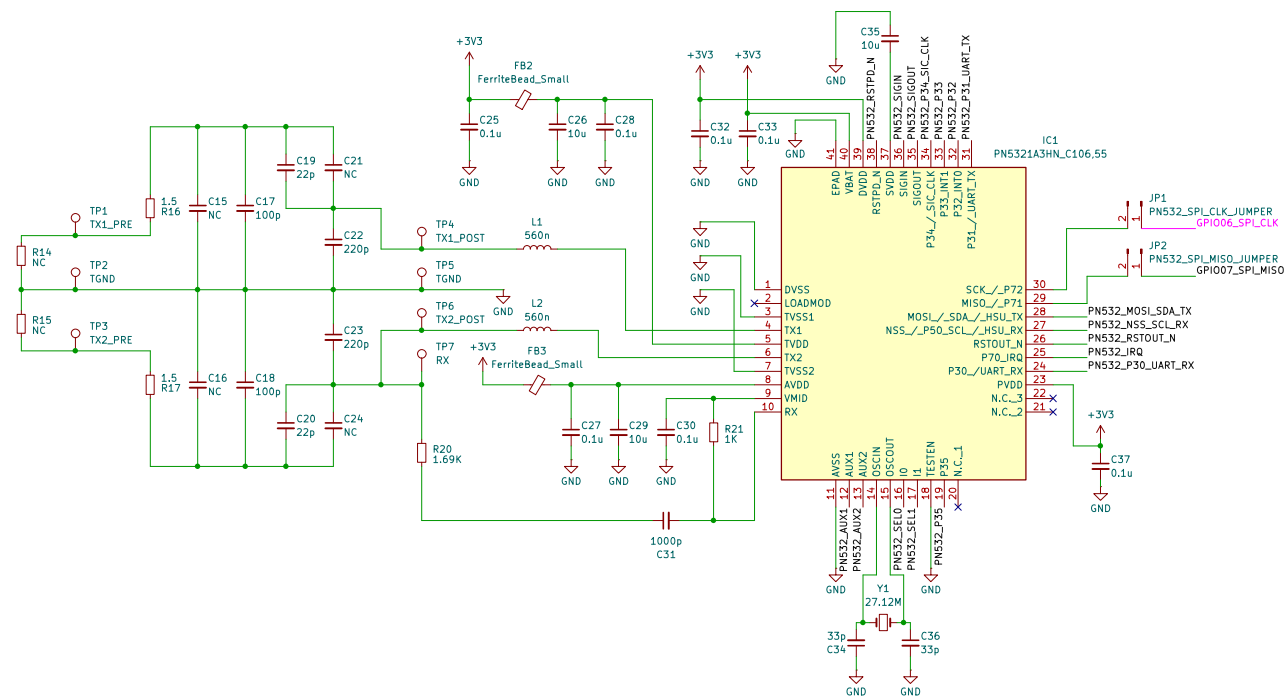 C35
10u
GND
+3V3
FB2
FerriteBead_Small
C25
0.1u
C26
10u
C28
0.1u
GND
GND
GND
+3V3
+3V3
C32
0.1u
C33
0.1u
GND
GND
GND
PN532_RSTPD_N
PN532_SIGIN
PN532_SIGOUT
PN532_P34_SIC_CLK
PN532_P33
PN532_P32
PN532_P31_UART_TX
41
40
39
38
37
36
35
34
33
32
31
IC1
PN5321A3HN_C106,55
EPAD
VBAT
DVDD
RSTPD_N
SVDD
SIGIN
SIGOUT
P34_/_SIC_CLK
P33_INT1
P32_INT0
P31_/_UART_TX
C19
22p
C21
NC
1.5
R16
C15
NC
C17
100p
TP1
TX1_PRE
R14
NC
C22
220p
TP4
TX1_POST
L1
560n
TP2
TGND
TP5
TGND
GND
R15
NC
TP3
TX2_PRE
C23
220p
TP6
TX2_POST
L2
560n
1.5
R17
C16
NC
C18
100p
C20
22p
C24
NC
TP7
RX
+3V3
FB3
FerriteBead_Small
R20
1.69K
C27
0.1u
C29
10u
C30
0.1u
R21
1K
GND
GND
GND
1000p
C31
GND
GND
GND
1 DVSS
2 LOADMOD
3 TVSS1
4 TX1
5 TVDD
6 TX2
7 TVSS2
8 AVDD
9 VMID
10 RX
SCK_/_P72 30
MISO_/_P71 29
MOSI_/_SDA_/_HSU_TX 28
NSS_/_P50_SCL_/_HSU_RX 27
RSTOUT_N 26
P70_IRQ 25
P30_/UART_RX 24
PVDD 23
N.C._3 22
N.C._2 21
JP1
PN532_SPI_CLK_JUMPER
2 1
GPIO06_SPI_CLK
JP2
PN532_SPI_MISO_JUMPER
2 1
GPIO07_SPI_MISO
PN532_MOSI_SDA_TX
PN532_NSS_SCL_RX
PN532_RSTOUT_N
PN532_IRQ
PN532_P30_UART_RX
+3V3
C37
0.1u
GND
AVSS
AUX1
AUX2
OSCIN
OSCOUT
I0
I1
TESTEN
P35
N.C._1
11
12
13
14
15
16
17
18
19
20
PN532_AUX1
PN532_AUX2
PN532_SEL0
PN532_SEL1
PN532_P35
GND
GND
Y1
27.12M
33p
C34
C36
33p
GND
GND